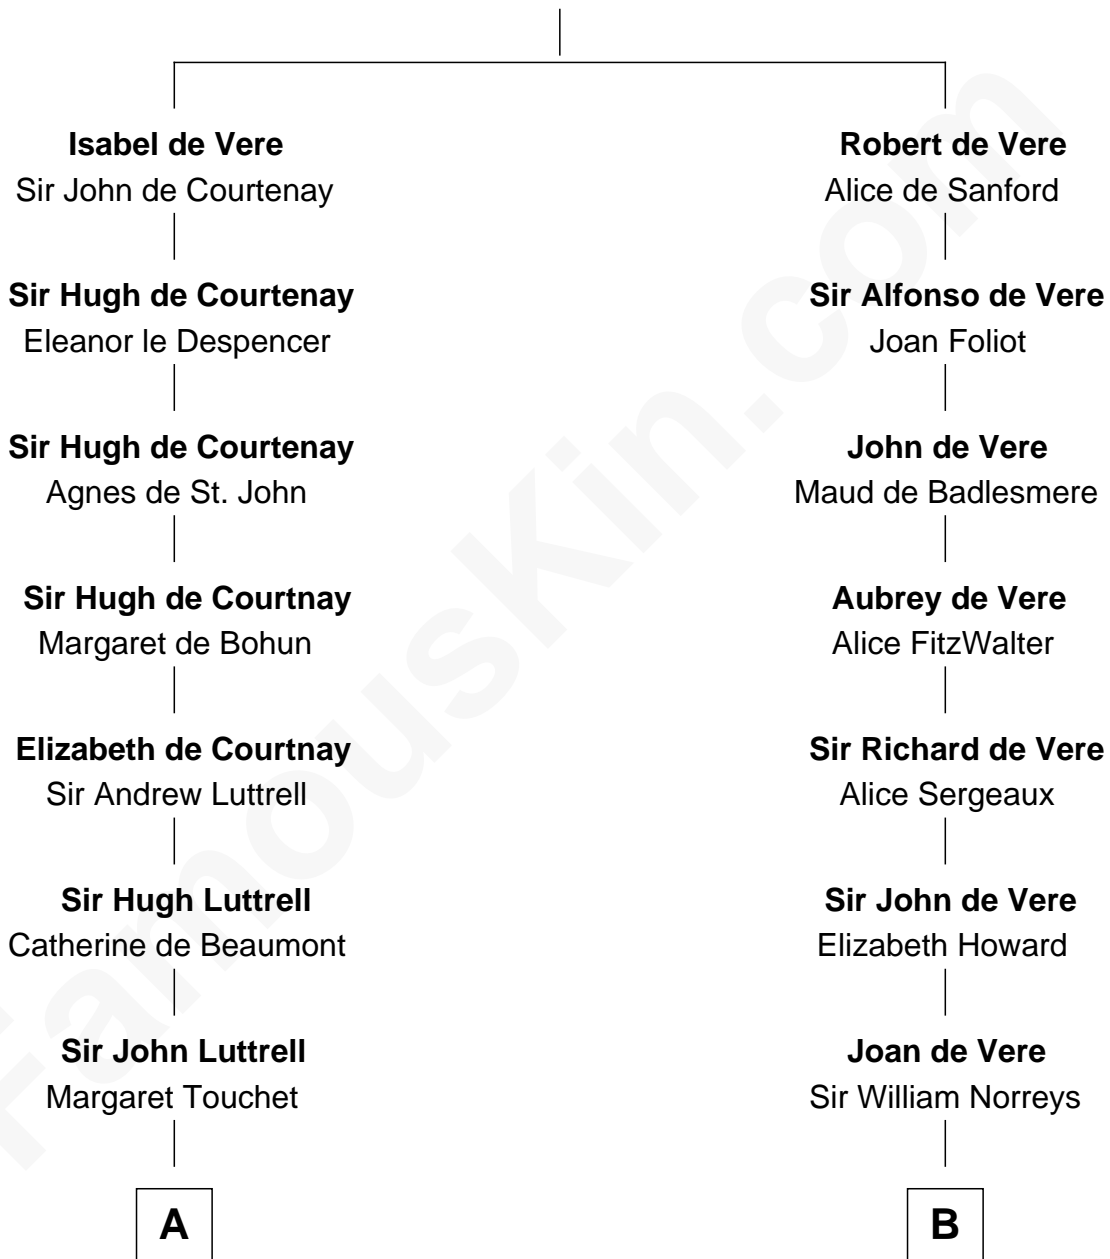 Isabel de Vere
Sir John de Courtenay
Sir Hugh de Courtenay
Eleanor le Despencer
Sir Hugh de Courtenay
Agnes de St. John
Sir Hugh de Courtnay
Margaret de Bohun
Elizabeth de Courtnay
Sir Andrew Luttrell
Sir Hugh Luttrell
Catherine de Beaumont
Sir John Luttrell
Margaret Touchet
A
Robert de Vere
Alice de Sanford
Sir Alfonso de Vere
Joan Foliot
John de Vere
Maud de Badlesmere
Aubrey de Vere
Alice FitzWalter
Sir Richard de Vere
Alice Sergeaux
Sir John de Vere
Elizabeth Howard
Joan de Vere
Sir William Norreys
B
FamousKin.com